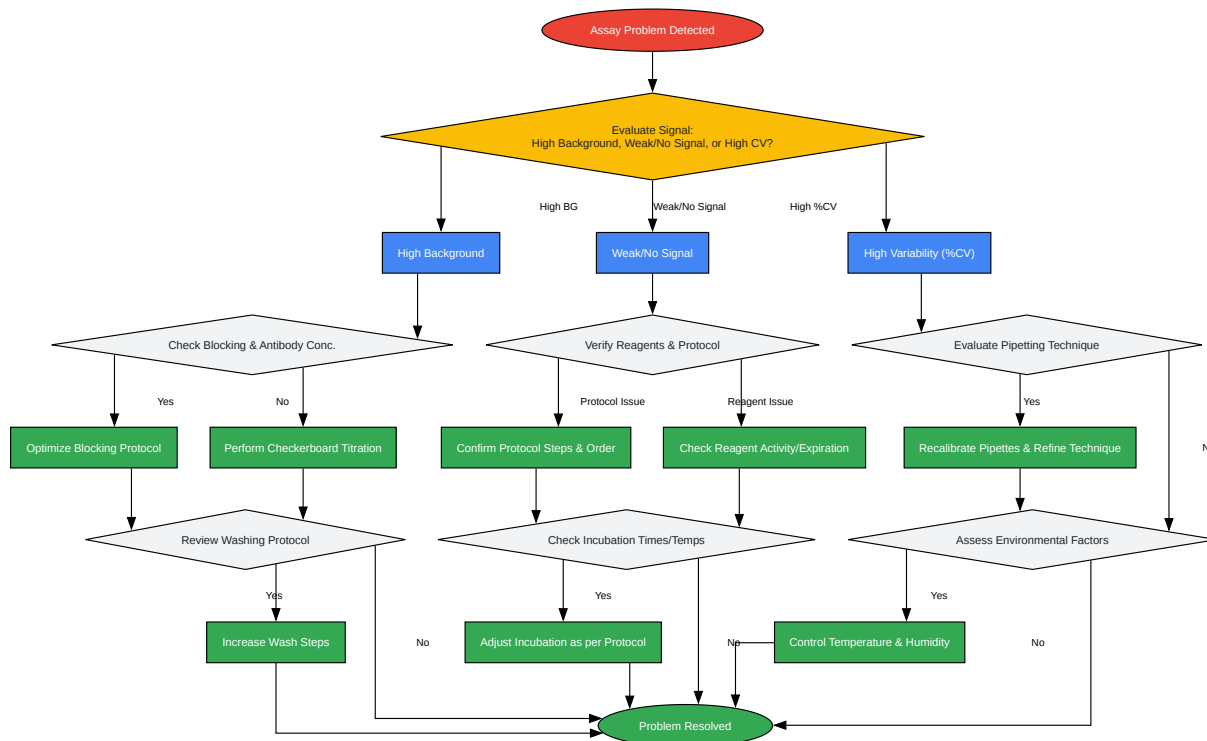 Assay Problem Detected
Evaluate Signal:
High Background, Weak/No Signal, or High CV?
High BG
Weak/No Signal
High %CV
High Background
Weak/No Signal
High Variability (%CV)
Check Blocking & Antibody Conc.
Verify Reagents & Protocol
Evaluate Pipetting Technique
Yes
No
Protocol Issue
Reagent Issue
Yes
Optimize Blocking Protocol
Perform Checkerboard Titration
Confirm Protocol Steps & Order
Check Reagent Activity/Expiration
Recalibrate Pipettes & Refine Technique
Review Washing Protocol
Check Incubation Times/Temps
Assess Environmental Factors
Yes
Yes
Yes
Increase Wash Steps
No
Adjust Incubation as per Protocol
No
Control Temperature & Humidity
No
Problem Resolved